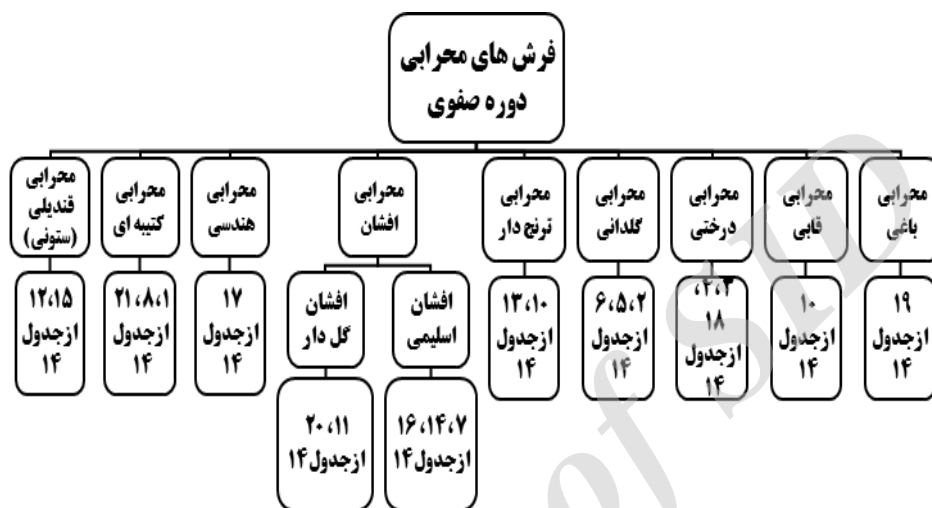 فرش های محرابی
دوره صفوی
محرابی
باغی
محرابی
قابی
محرابی
درختی
محرابی
گلدانی
محرابی
ترنج دار
محرابی
افشان
محرابی
هندسی
محرابی
کتیبه ای
محرابی
قندیلی
(ستونی)
۱۹
ازجدول
۱۴
۱۰
ازجدول
۱۴
۱۸
ازجدول
۱۴
۶،۵،۲
ازجدول
۱۴
۱۳،۱۰
ازجدول
۱۴
افشان
اسلیمی
افشان
گل دار
۱۷
ازجدول
۱۴
۲۱،۸،۱
ازجدول
۱۴
۱۲،۱۵
ازجدول
۱۴
۱۶،۱۴،۷
ازجدول۱۴
۲۰،۱۱
ازجدول۱۴
of SID